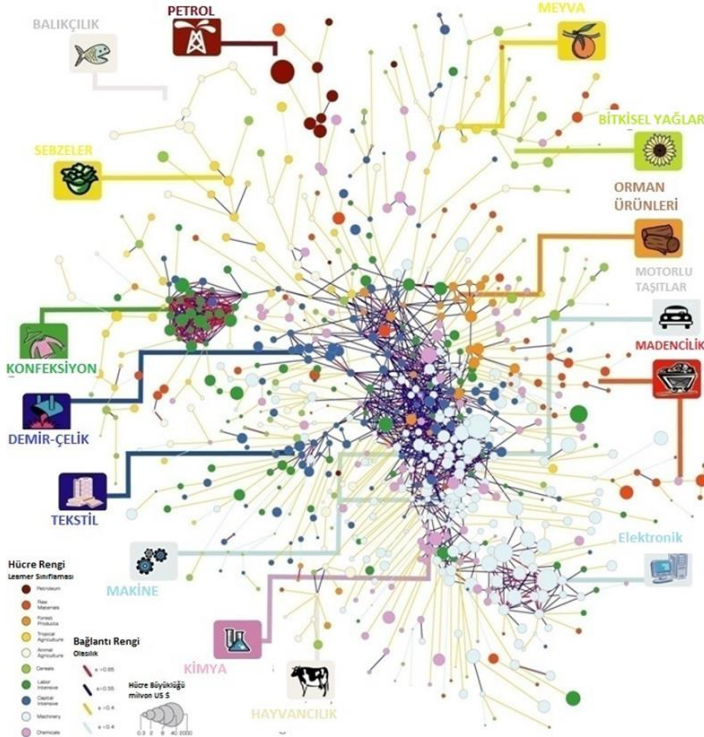 PETROL
MEYVA
BALIKÇILIK
BİTKİSEL YAĞLAR
SEBZELER
ORMAN
ÜRÜNLERİ
MOTORLU
TAŞITLAR
MADENCİLİK
KONFEKSİYON
DEMİR-ÇELİK
TEKSTİL
Elektronik
MAKİNE
KİMYA
HAYVANCILIK
Hücre Rengi
Leamer Sınıflaması
Petroleum
Raw
Materials
Forest
Products
Tropical
Agriculture
Animal
Agriculture
Cereals
Labor
Intensive
Capital
Intensive
Machinery
Chemicals
Bağlantı Rengi
Olasılık
Hücre Büyüklüğü
milyon US $